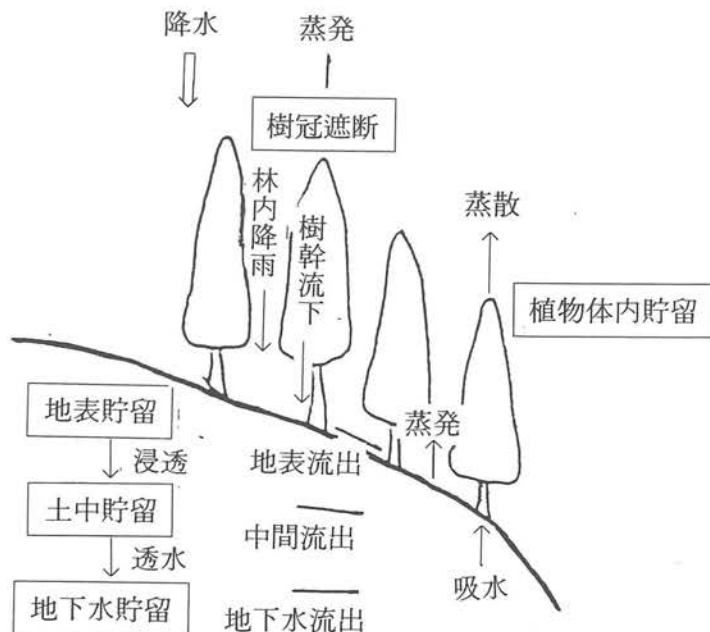 降水
蒸発
樹冠遮断
林内降雨
樹幹流下
蒸散
植物体内貯留
地表貯留
蒸発
浸透
地表流出
土中貯留
中間流出
透水
吸水
地下水貯留
地下水流出